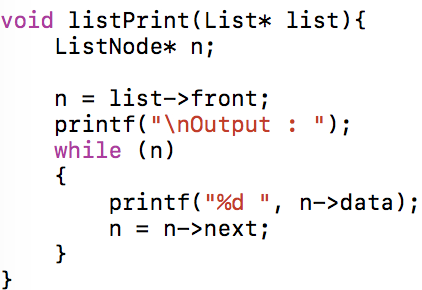 void listPrint(List* list){
    ListNode* n;

    n = list->front;
    printf("\nOutput : ");
    while (n)
    {
        printf("%d ", n->data);
        n = n->next;
    }
}